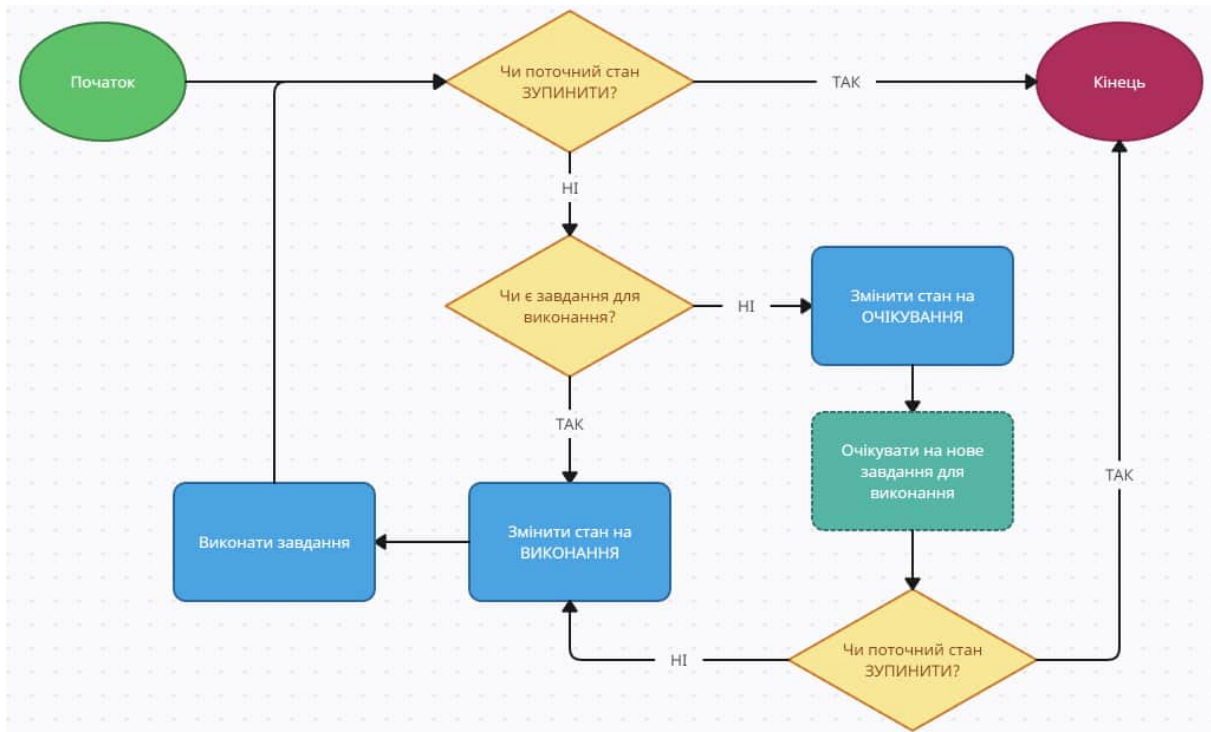 Початок
Чи поточний стан
ЗУПИНИТИ?
ТАК
Кінець
НІ
Чи є завдання для
виконання?
НІ
Змінити стан на
ОЧІКУВАННЯ
ТАК
Очікувати на нове
завдання для
виконання
ТАК
Виконати завдання
Змінити стан на
ВИКОНАННЯ
НІ
Чи поточний стан
ЗУПИНИТИ?